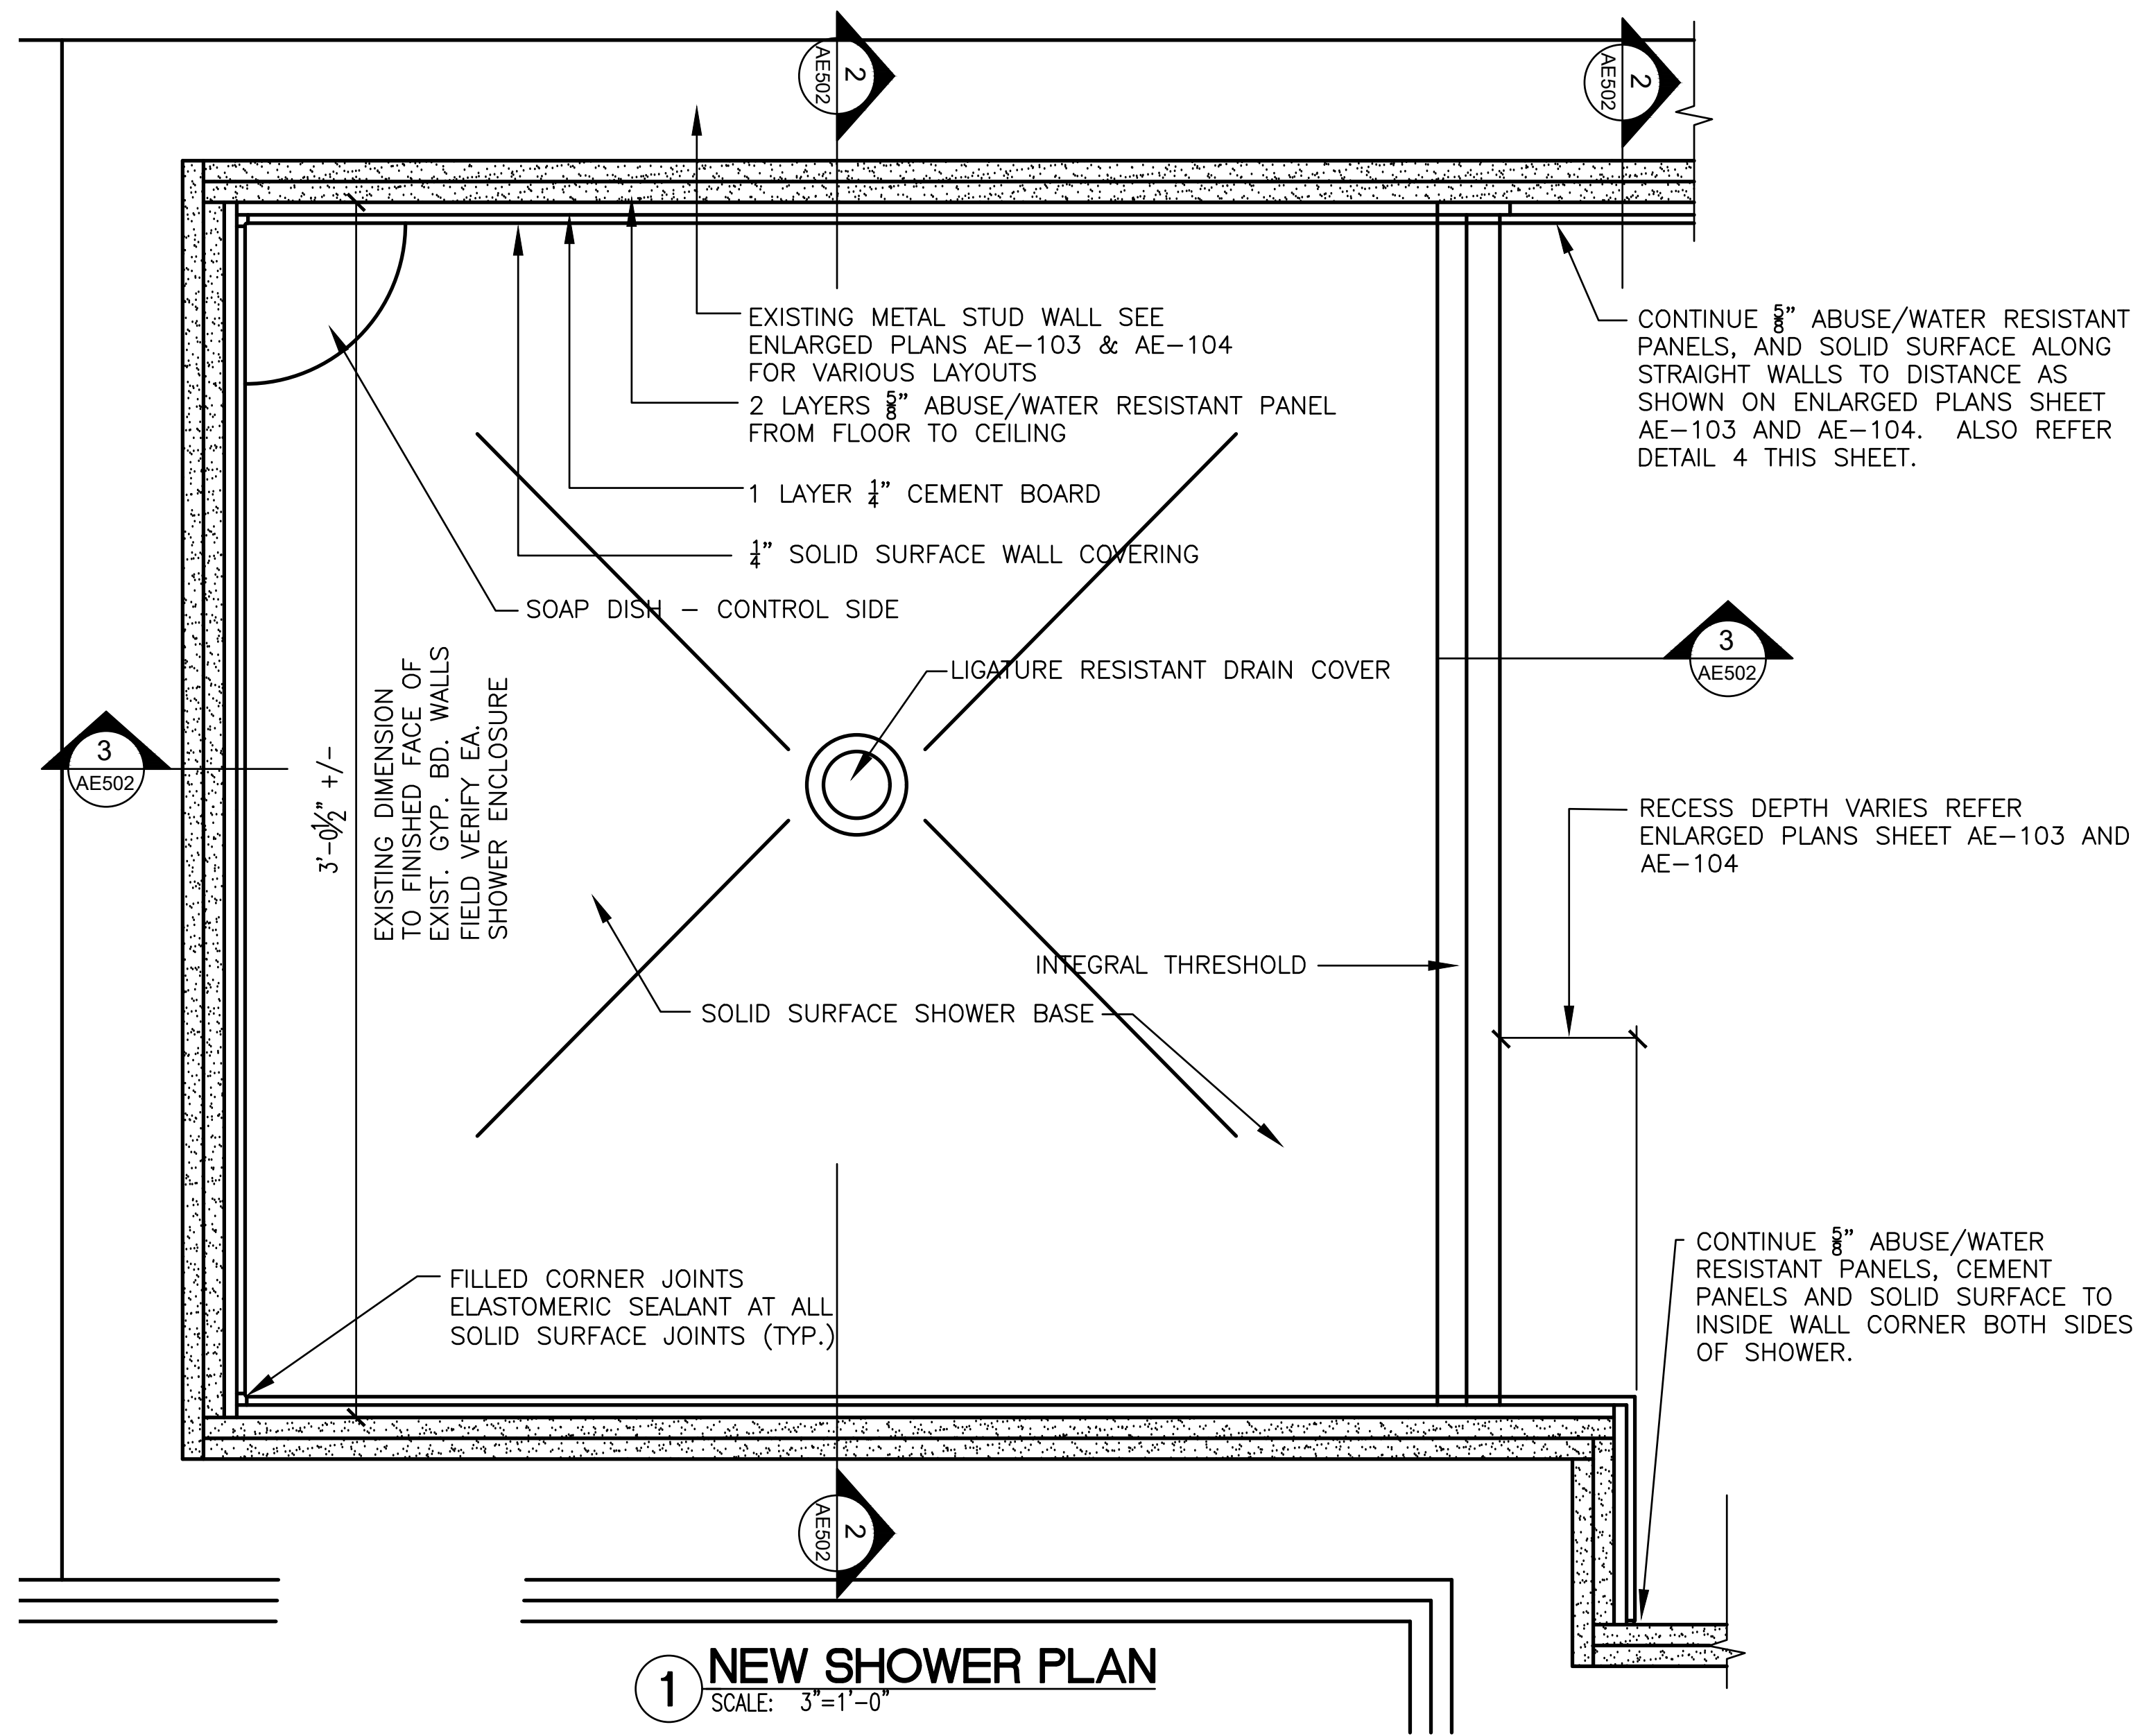 2
AE502
2
AE502
EXISTING METAL STUD WALL SEE
ENLARGED PLANS AE-103 & AE-104
FOR VARIOUS LAYOUTS
2 LAYERS 5/8" ABUSE/WATER RESISTANT PANEL
FROM FLOOR TO CEILING
1 LAYER 1/4" CEMENT BOARD
1/4" SOLID SURFACE WALL COVERING
SOAP DISH - CONTROL SIDE
CONTINUE 5/8" ABUSE/WATER RESISTANT
PANELS, AND SOLID SURFACE ALONG
STRAIGHT WALLS TO DISTANCE AS
SHOWN ON ENLARGED PLANS SHEET
AE-103 AND AE-104. ALSO REFER
DETAIL 4 THIS SHEET.
3
AE502
LIGATURE RESISTANT DRAIN COVER
3
AE502
3'-0 1/2" +/-
EXISTING DIMENSION
TO FINISHED FACE OF
EXIST. GYP. BD. WALLS
FIELD VERIFY EA.
SHOWER ENCLOSURE
RECESS DEPTH VARIES REFER
ENLARGED PLANS SHEET AE-103 AND
AE-104
INTEGRAL THRESHOLD
SOLID SURFACE SHOWER BASE
FILLED CORNER JOINTS
ELASTOMERIC SEALANT AT ALL
SOLID SURFACE JOINTS (TYP.)
CONTINUE 5/8" ABUSE/WATER
RESISTANT PANELS, CEMENT
PANELS AND SOLID SURFACE TO
INSIDE WALL CORNER BOTH SIDES
OF SHOWER.
2
AE502
1
NEW SHOWER PLAN
SCALE: 3"=1'-0"